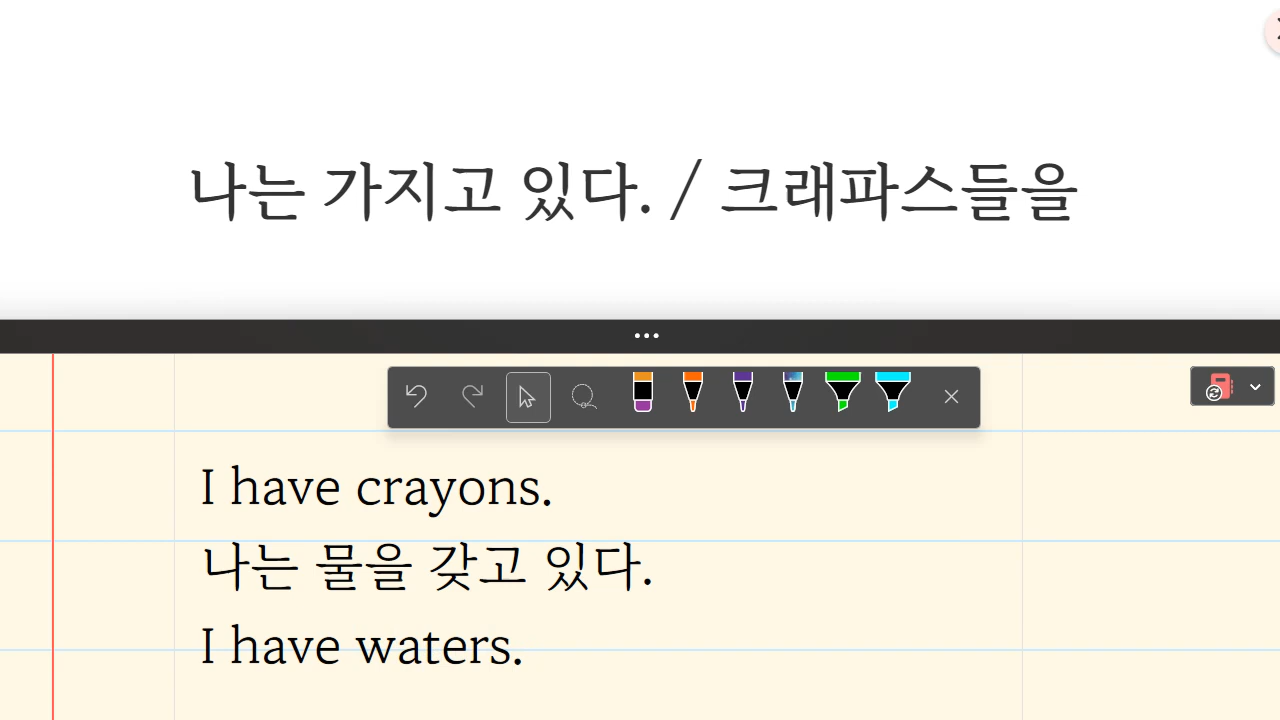 나는 가지고 있다. / 크래파스들을
I have crayons.
나는 물을 갖고 있다.
I have waters.